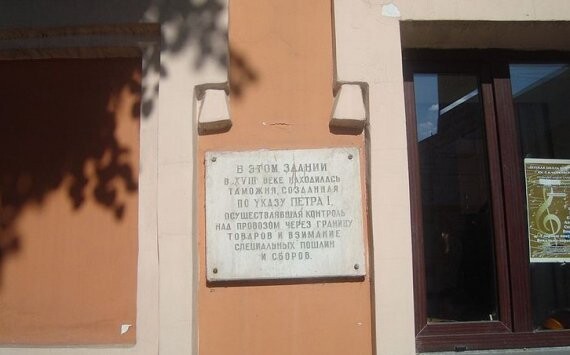 В ЭТОМ ЗДАНИИ
В XVIII ВЕКЕ НАХОДИЛАСЬ
ТАМОЖНЯ, СОЗДАННАЯ
ПО УКАЗУ ПЕТРА I,
ОСУЩЕСТВЛЯВШАЯ КОНТРОЛЬ
НАД ПРОВОЗОМ ЧЕРЕЗ ГРАНИЦУ
ТОВАРОВ И ВЗИМАНИЕ
СПЕЦИАЛЬНЫХ ПОШЛИН
И СБОРОВ.